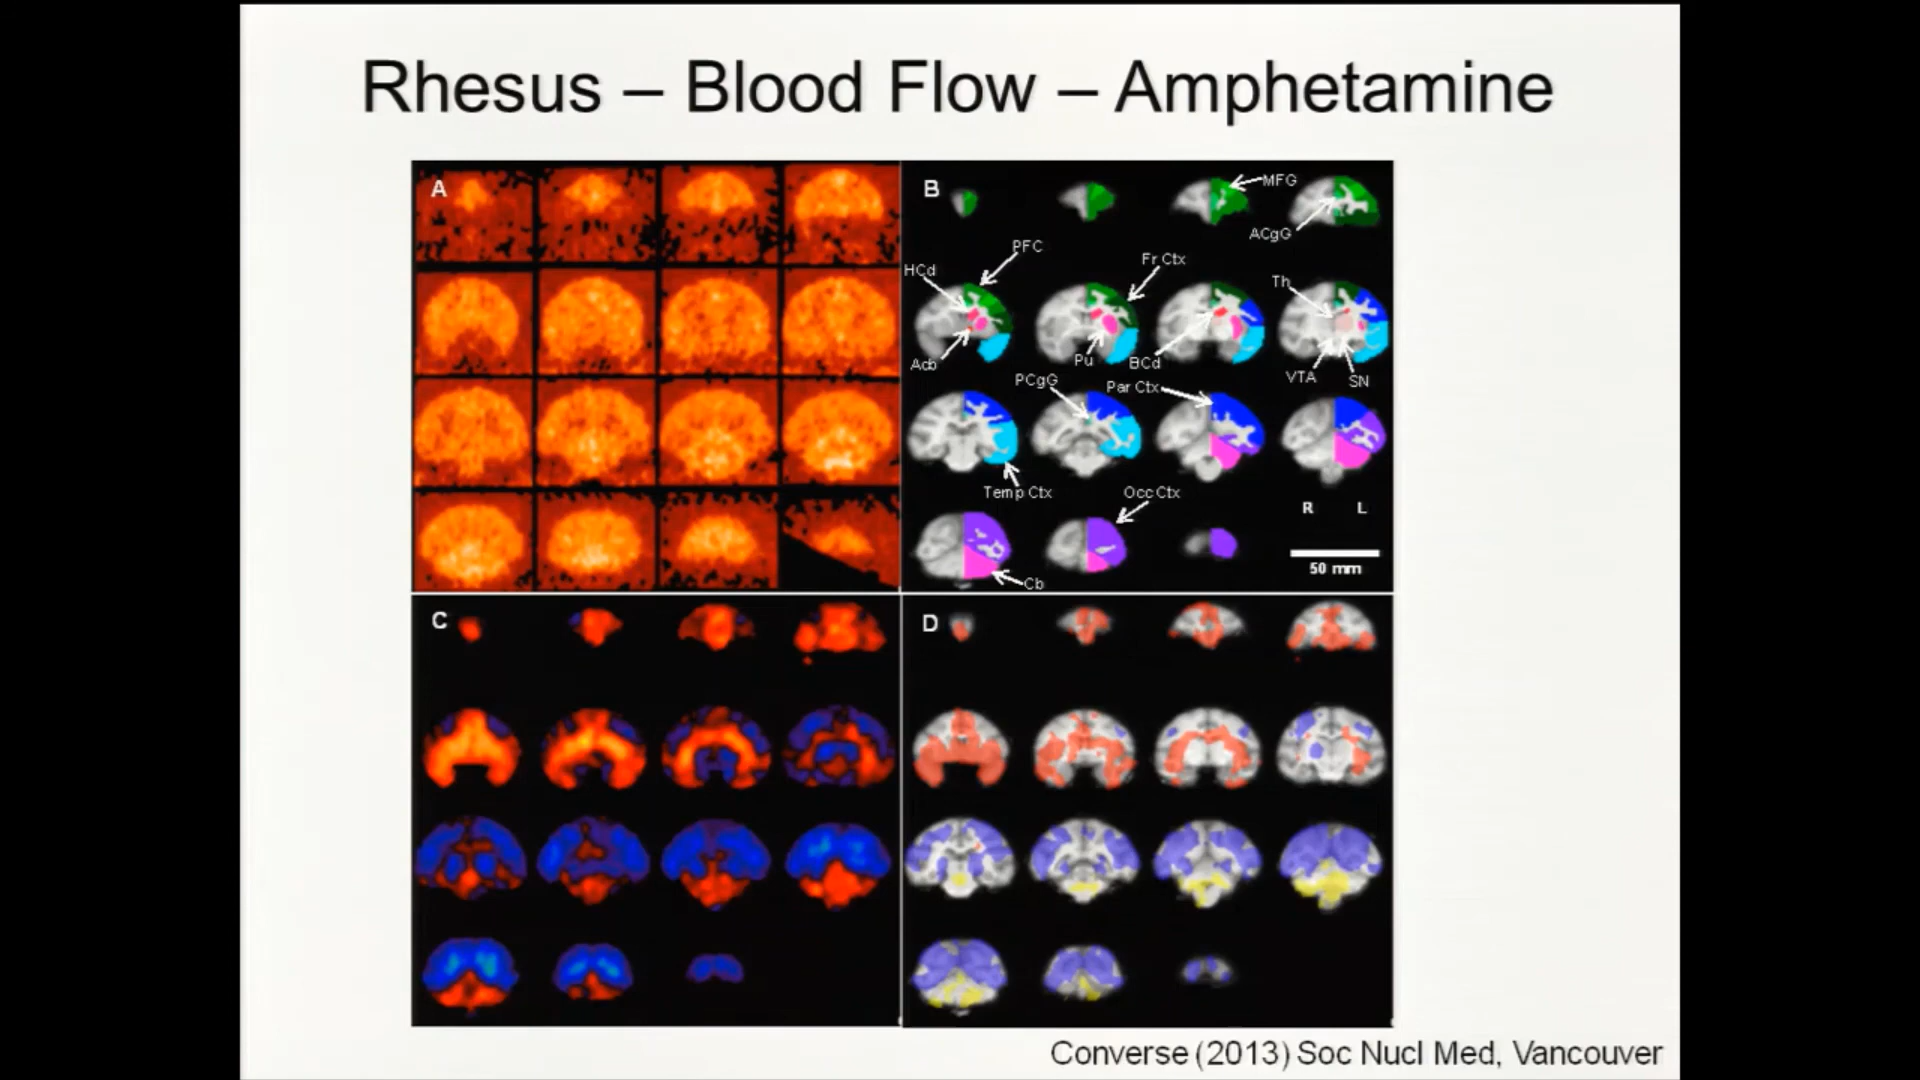 Rhesus – Blood Flow – Amphetamine
A
B
MFG
ACgG
PFC
HCd
Fr Ctx
Th
Acb
Pu
BCd
VTA
SN
PCgG
Par Ctx
Temp Ctx
Occ Ctx
R L
50 mm
Cb
C
D
Converse (2013) Soc Nucl Med, Vancouver